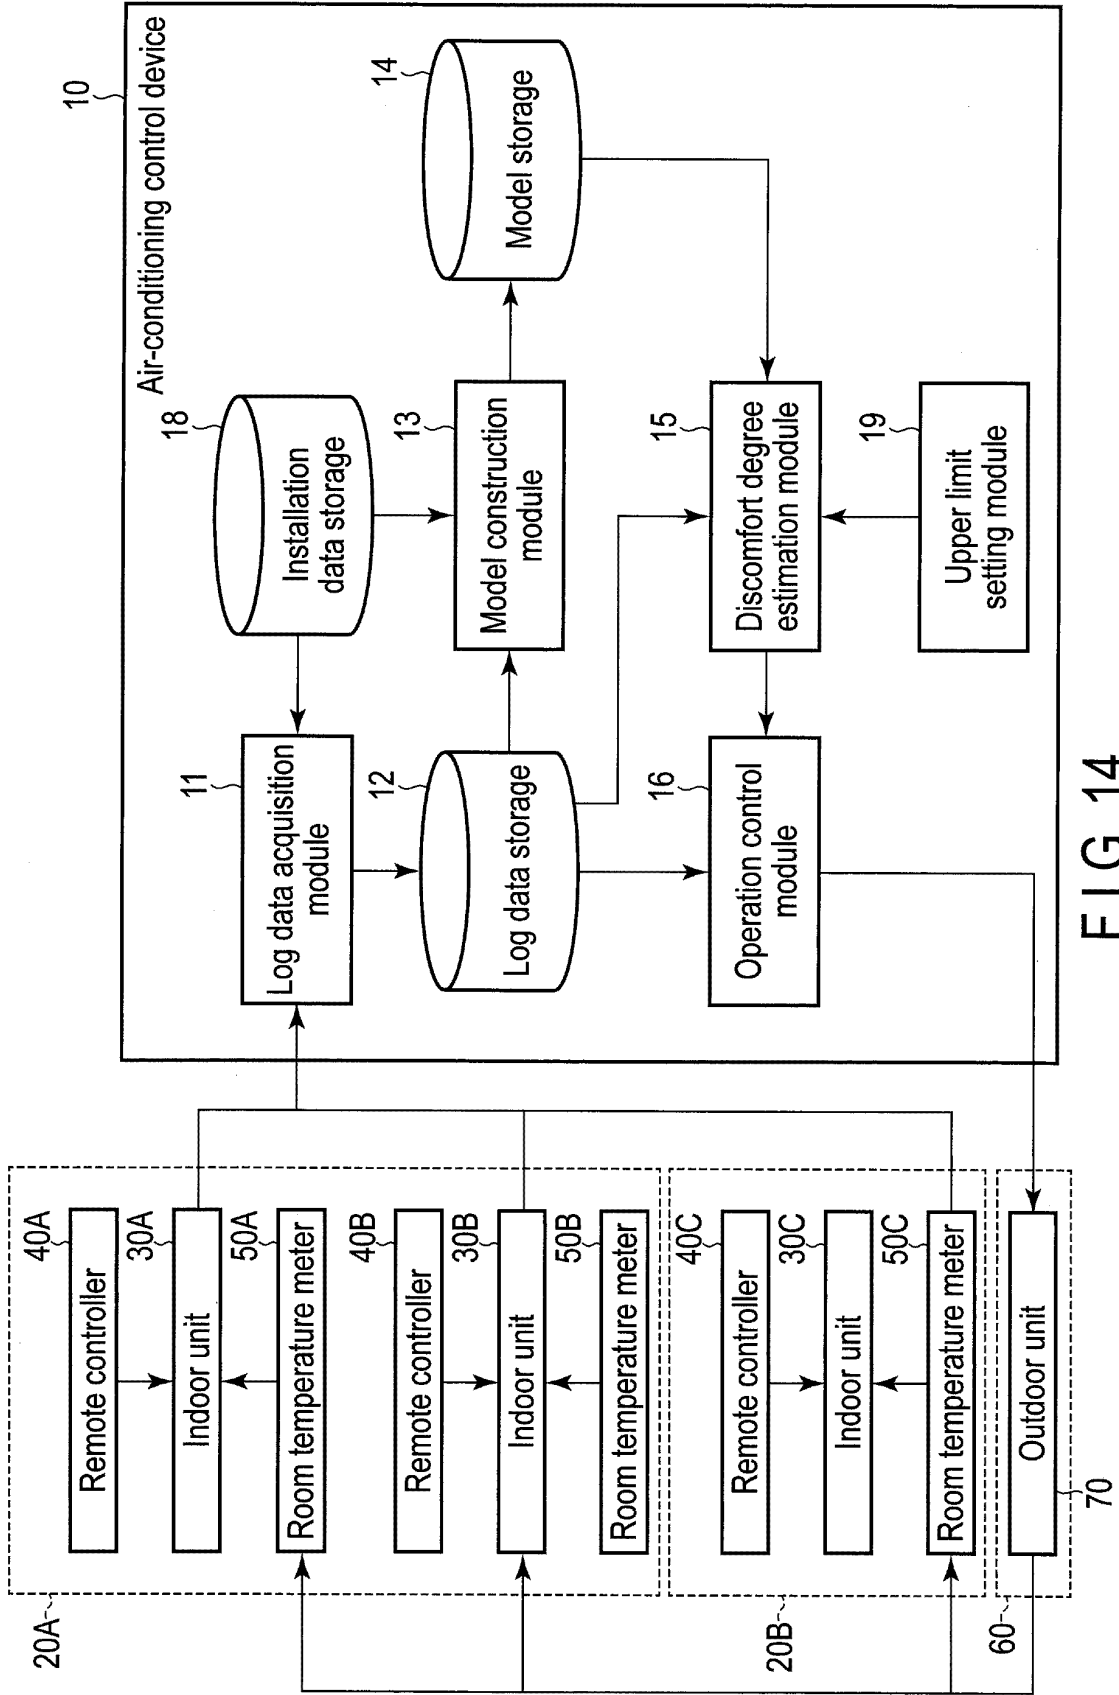 10
Air-conditioning control device
18
Installation
data storage
14
Model storage
13
Model construction
module
11
Log data acquisition
module
12
Log data storage
15
Discomfort degree
estimation module
16
Operation control
module
19
Upper limit
setting module
20A
40A
Remote controller
30A
Indoor unit
50A
Room temperature meter
40B
Remote controller
30B
Indoor unit
50B
Room temperature meter
20B
40C
Remote controller
30C
Indoor unit
50C
Room temperature meter
60
Outdoor unit
70
FIG 14